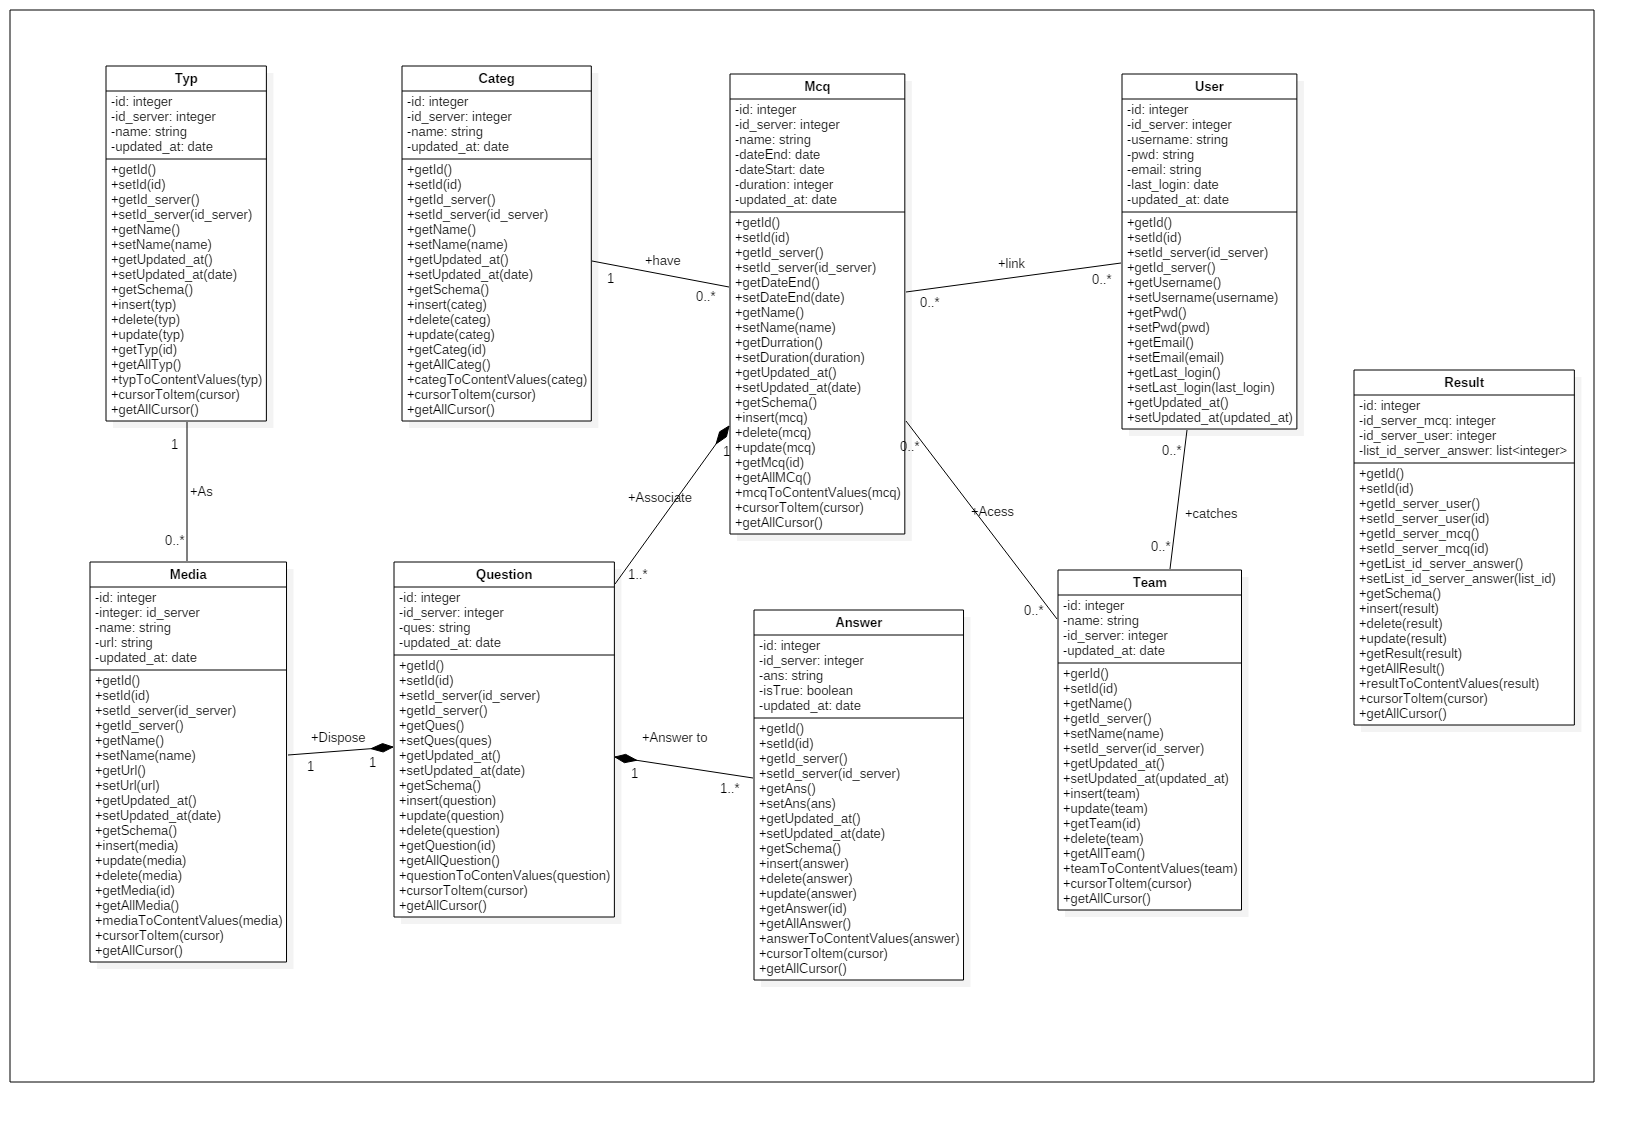 Typ
-id: integer
-id_server: integer
-name: string
-updated_at: date
+getId()
+setId(id)
+getId_server()
+setId_server(id_server)
+getName()
+setName(name)
+getUpdated_at()
+setUpdated_at(date)
+getSchema()
+insert(typ)
+delete(typ)
+update(typ)
+getTyp(id)
+getAllTyp()
+typToContentValues(typ)
+cursorToItem(cursor)
+getAllCursor()
Categ
-id: integer
-id_server: integer
-name: string
-updated_at: date
+getId()
+setId(id)
+getId_server()
+setId_server(id_server)
+getName()
+setName(name)
+getUpdated_at()
+setUpdated_at(date)
+getSchema()
+insert(categ)
+delete(categ)
+update(categ)
+getCateg(id)
+getAllCateg()
+categToContentValues(categ)
+cursorToItem(cursor)
+getAllCursor()
+have
1
0..*
Mcq
-id: integer
-id_server: integer
-name: string
-dateEnd: date
-dateStart: date
-duration: integer
-updated_at: date
+getId()
+setId(id)
+getId_server()
+setId_server(id_server)
+getDateEnd()
+setDateEnd(date)
+getName()
+setName(name)
+getDurration()
+setDuration(duration)
+getUpdated_at()
+setUpdated_at(date)
+getSchema()
+insert(mcq)
+delete(mcq)
+update(mcq)
+getMcq(id)
+getAllMCq()
+mcqToContentValues(mcq)
+cursorToItem(cursor)
+getAllCursor()
+link
0..*
0..*
User
-id: integer
-id_server: integer
-username: string
-pwd: string
-email: string
-last_login: date
-updated_at: date
+getId()
+setId(id)
+setId_server(id_server)
+getId_server()
+getUsername()
+setUsername(username)
+getPwd()
+setPwd(pwd)
+getEmail()
+setEmail(email)
+getLast_login()
+setLast_login(last_login)
+getUpdated_at()
+setUpdated_at(updated_at)
Result
-id: integer
-id_server_mcq: integer
-id_server_user: integer
-list_id_server_answer: list<integer>
+getId()
+setId(id)
+getId_server_user()
+setId_server_user(id)
+getId_server_mcq()
+setId_server_mcq(id)
+getList_id_server_answer()
+setList_id_server_answer(list_id)
+getSchema()
+insert(result)
+delete(result)
+update(result)
+getResult(result)
+getAllResult()
+resultToContentValues(result)
+cursorToItem(cursor)
+getAllCursor()
1
+As
0..*
1
+Associate
1..*
0..*
+Acess
0..*
0..*
+catches
0..*
Media
-id: integer
-integer: id_server
-name: string
-url: string
-updated_at: date
+getId()
+setId(id)
+setId_server(id_server)
+getId_server()
+getName()
+setName(name)
+getUrl()
+setUrl(url)
+getUpdated_at()
+setUpdated_at(date)
+getSchema()
+insert(media)
+update(media)
+delete(media)
+getMedia(id)
+getAllMedia()
+mediaToContentValues(media)
+cursorToItem(cursor)
+getAllCursor()
+Dispose
1
1
Question
-id: integer
-id_server: integer
-ques: string
-updated_at: date
+getId()
+setId(id)
+setId_server(id_server)
+getId_server()
+getQues()
+setQues(ques)
+getUpdated_at()
+setUpdated_at(date)
+getSchema()
+insert(question)
+update(question)
+delete(question)
+getQuestion(id)
+getAllQuestion()
+questionToContenValues(question)
+cursorToItem(cursor)
+getAllCursor()
+Answer to
1
1..*
Answer
-id: integer
-id_server: integer
-ans: string
-isTrue: boolean
-updated_at: date
+getId()
+setId(id)
+getId_server()
+setId_server(id_server)
+getAns()
+setAns(ans)
+getUpdated_at()
+setUpdated_at(date)
+getSchema()
+insert(answer)
+delete(answer)
+update(answer)
+getAnswer(id)
+getAllAnswer()
+answerToContentValues(answer)
+cursorToItem(cursor)
+getAllCursor()
Team
-id: integer
-name: string
-id_server: integer
-updated_at: date
+gerId()
+setId(id)
+getName()
+getId_server()
+setName(name)
+setId_server(id_server)
+getUpdated_at()
+setUpdated_at(updated_at)
+insert(team)
+update(team)
+getTeam(id)
+delete(team)
+getAllTeam()
+teamToContentValues(team)
+cursorToItem(cursor)
+getAllCursor()